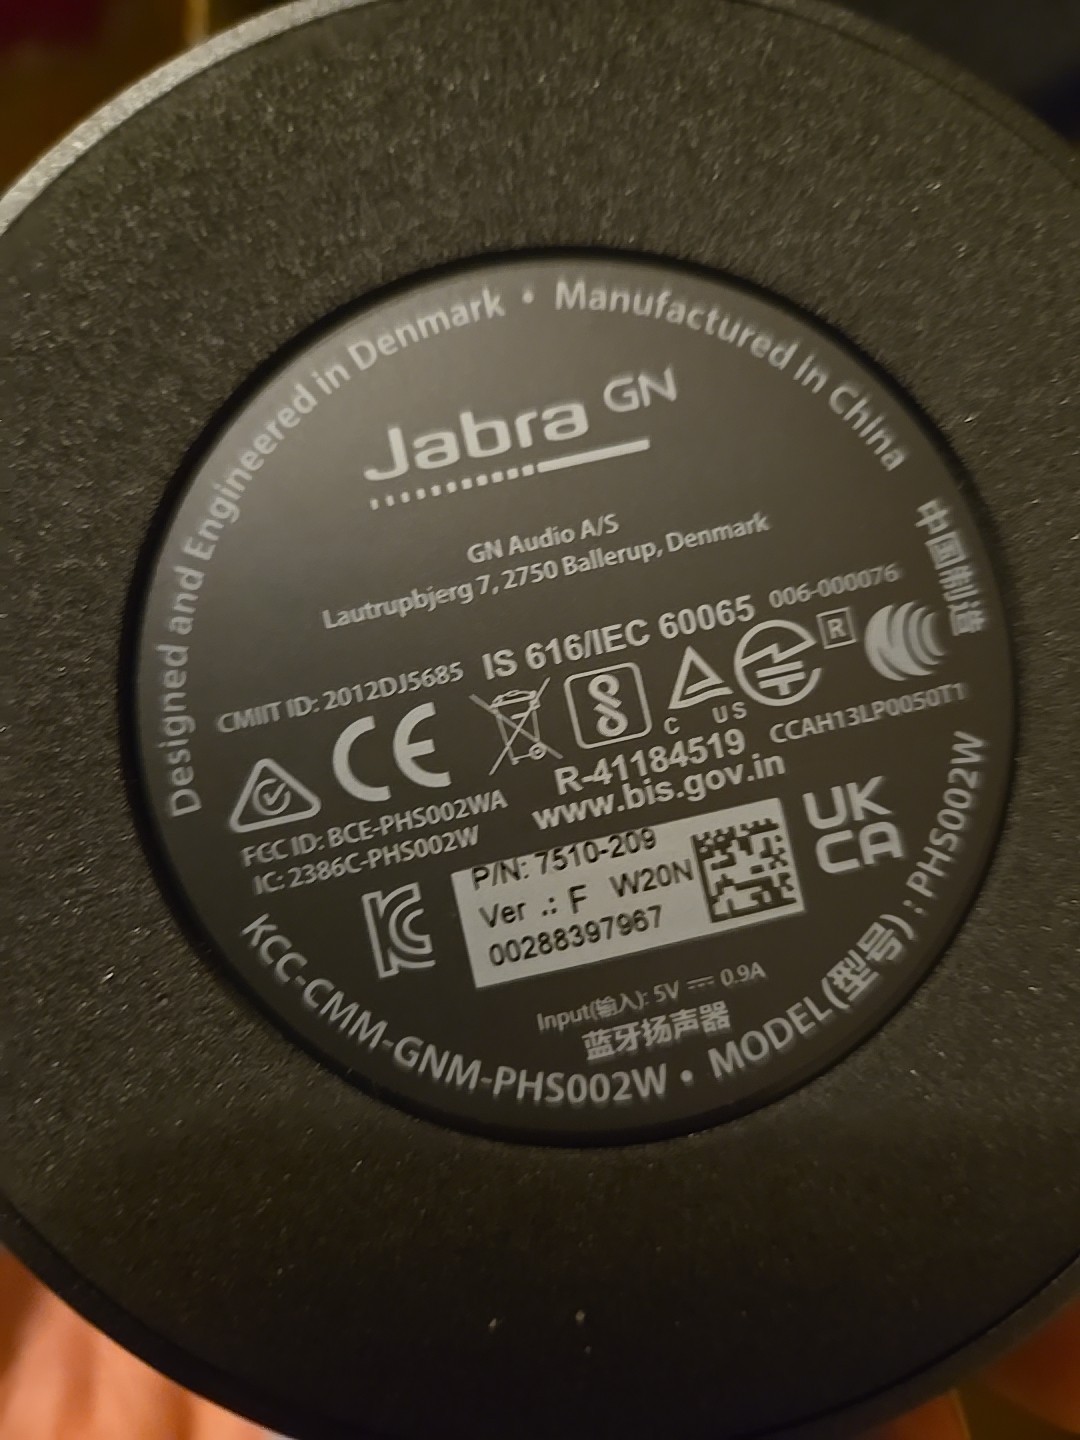 Designed and Engineered in Denmark • Manufactured in China
中国制造
Jabra GN
GN Audio A/S
Lautrupbjerg 7, 2750 Ballerup, Denmark
CMIIT ID: 2012DJ5685
IS 616/IEC 60065
006-000076
R
C US
R-41184519
www.bis.gov.in
CCAH13LP0050T1
CE
FCC ID: BCE-PHS002WA
IC: 2386C-PHS002W
UK
CA
P/N: 7510-209
Ver .: F W20N
00288397967
Input(输入): 5V ⎓ 0.9A
蓝牙扬声器
KCC-CMM-GNM-PHS002W • MODEL(型号) : PHS002W